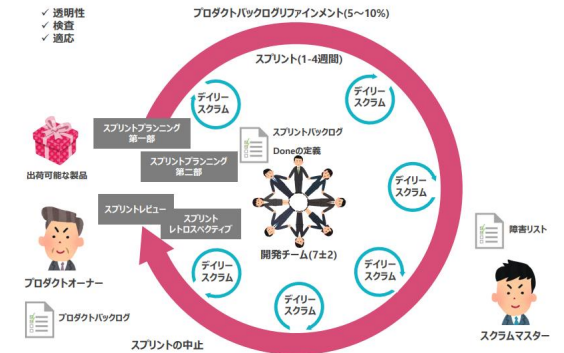 ✓ 透明性
✓ 検査
✓ 適応
プロダクトバックログリファインメント(5～10%)
スプリント(1-4週間)
デイリー
スクラム
デイリー
スクラム
スプリントプランニング
第一部
スプリントバックログ
Doneの定義
スプリントプランニング
第二部
出荷可能な製品
デイリー
スクラム
スプリントレビュー
スプリント
レトロスペクティブ
開発チーム(7±2)
障害リスト
デイリー
スクラム
デイリー
スクラム
プロダクトオーナー
デイリー
スクラム
プロダクトバックログ
スクラムマスター
スプリントの中止